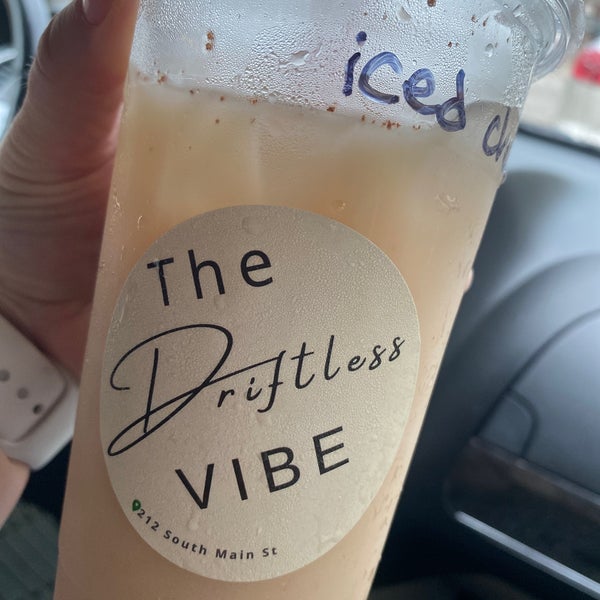 iced
The
Driftless
VIBE
212 South Main St